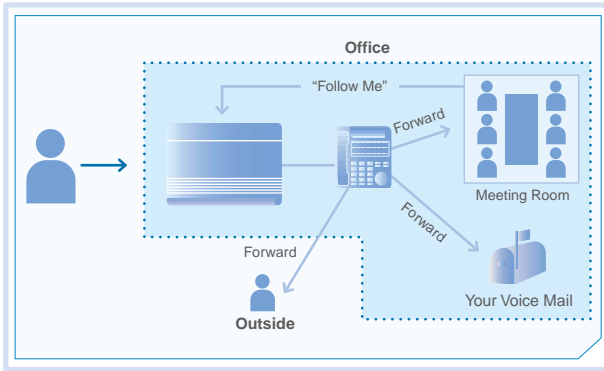 Office
“Follow Me”
Forward
Meeting Room
Forward
Forward
Your Voice Mail
Outside